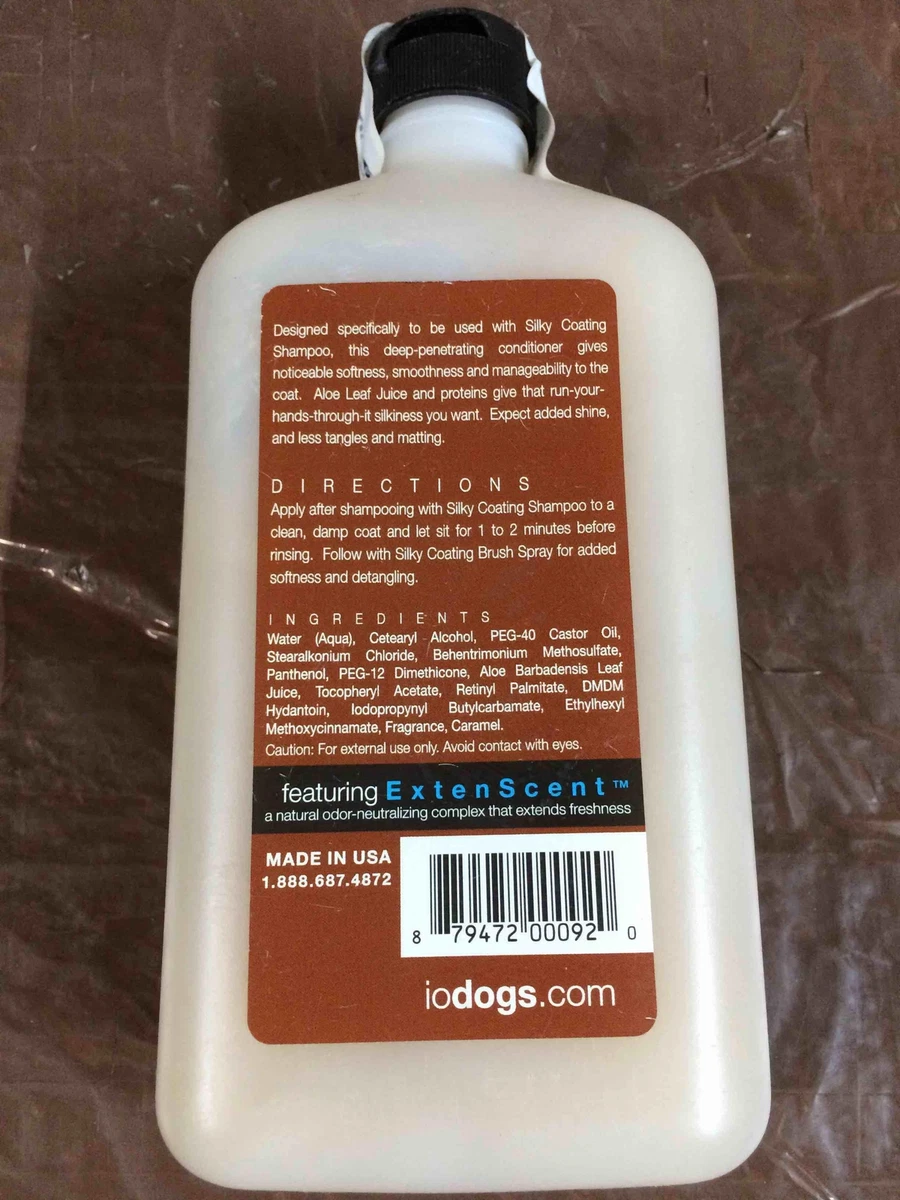 Designed specifically to be used with Silky Coating
Shampoo, this deep-penetrating conditioner gives
noticeable softness, smoothness and manageability to the
coat. Aloe Leaf Juice and proteins give that run-your-
hands-through-it silkiness you want. Expect added shine,
and less tangles and matting.
DIRECTIONS
Apply after shampooing with Silky Coating Shampoo to a
clean, damp coat and let sit for 1 to 2 minutes before
rinsing. Follow with Silky Coating Brush Spray for added
softness and detangling.
INGREDIENTS
Water (Aqua), Cetearyl Alcohol, PEG-40 Castor Oil,
Stearalkonium Chloride, Behentrimonium Methosulfate,
Panthenol, PEG-12 Dimethicone, Aloe Barbadensis Leaf
Juice, Tocopheryl Acetate, Retinyl Palmitate, DMDM
Hydantoin, Iodopropynyl Butylcarbamate, Ethylhexyl
Methoxycinnamate, Fragrance, Caramel.
Caution: For external use only. Avoid contact with eyes.
featuring ExtenScent™
a natural odor-neutralizing complex that extends freshness
MADE IN USA
1.888.687.4872
8 79472 00092 0
iodogs.com